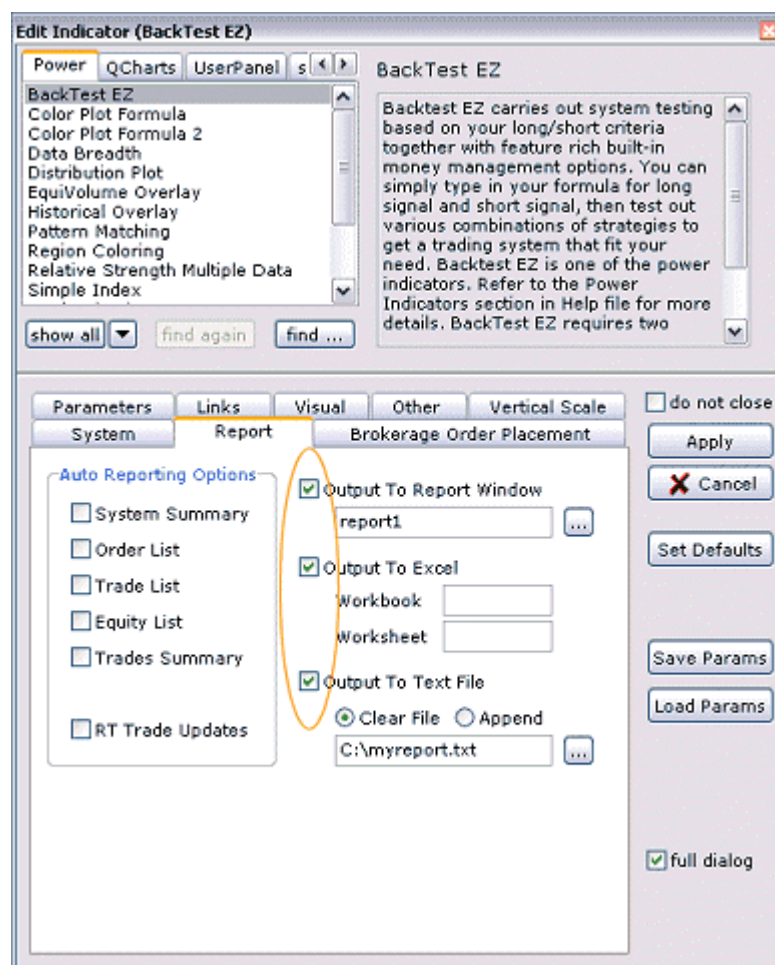 Edit Indicator (BackTest EZ)
Power QCharts UserPanel s
BackTest EZ
BackTest EZ
Color Plot Formula
Color Plot Formula 2
Data Breadth
Distribution Plot
EquiVolume Overlay
Historical Overlay
Pattern Matching
Region Coloring
Relative Strength Multiple Data
Simple Index
Backtest EZ carries out system testing
based on your long/short criteria
together with feature rich built-in
money management options. You can
simply type in your formula for long
signal and short signal, then test out
various combinations of strategies to
get a trading system that fit your
need. Backtest EZ is one of the power
indicators. Refer to the Power
Indicators section in Help file for more
details. BackTest EZ requires two
show all find again find ...
Parameters Links Visual Other Vertical Scale
System Report Brokerage Order Placement
do not close
Apply
Cancel
Set Defaults
Save Params
Load Params
full dialog
Auto Reporting Options
System Summary
Order List
Trade List
Equity List
Trades Summary
RT Trade Updates
Output To Report Window
report1 ...
Output To Excel
Workbook
Worksheet
Output To Text File
Clear File Append
C:\myreport.txt ...